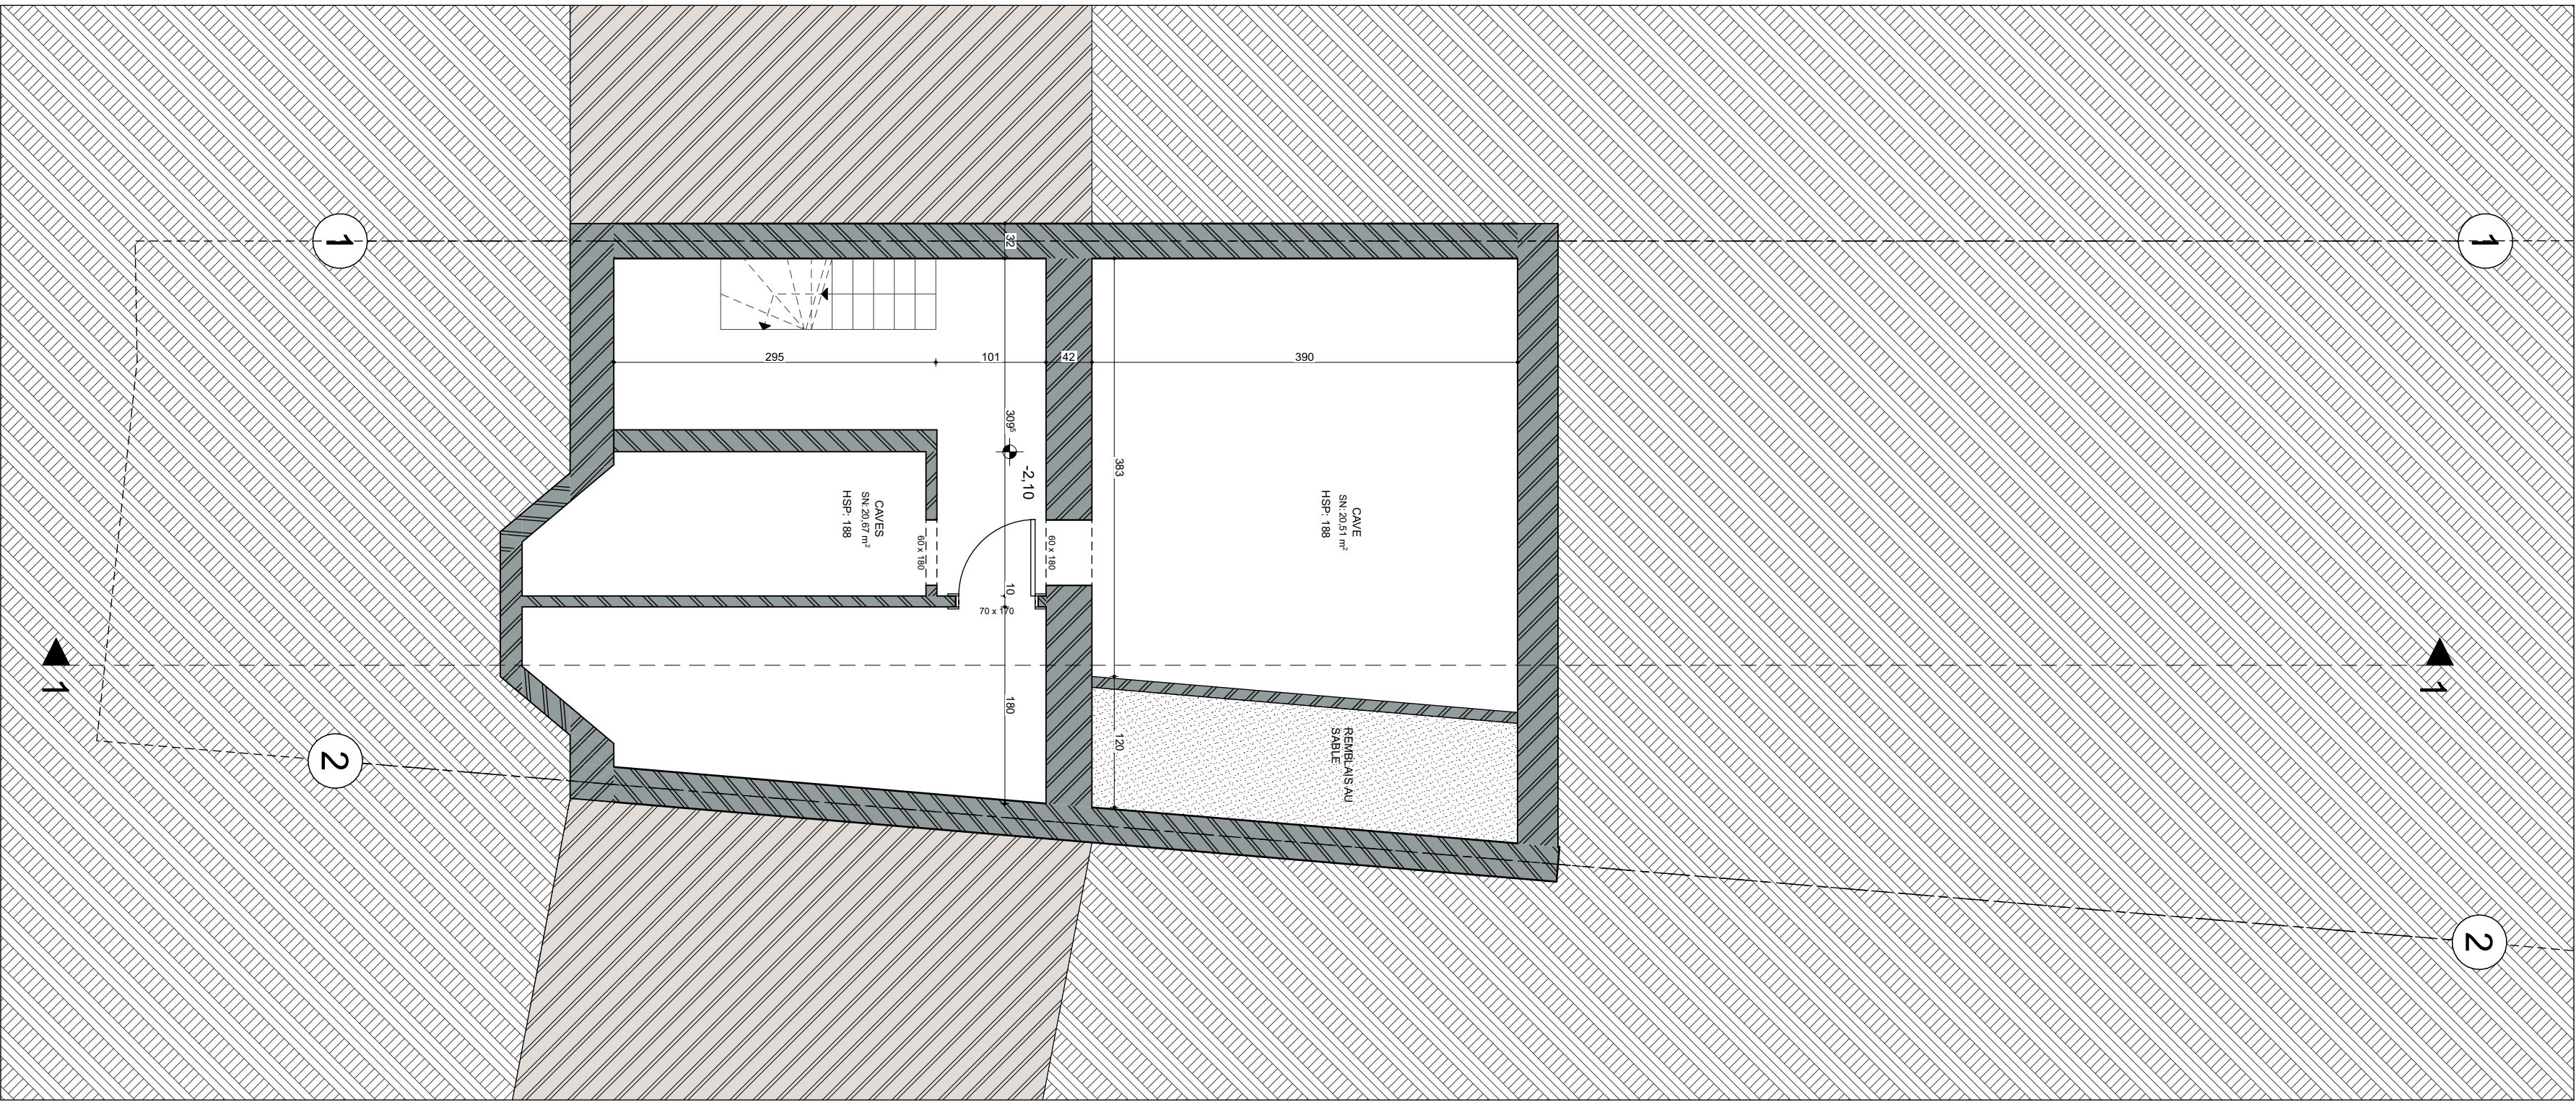 1
1
32
295
101
42
390
309⁵
383
-2,10
CAVES
SN: 20,67 m²
HSP: 188
60 x 180
60 x 180
CAVE
SN: 20,51 m²
HSP: 188
10
70 x 170
1
1
180
120
REMBLAIS AU
SABLE
2
2